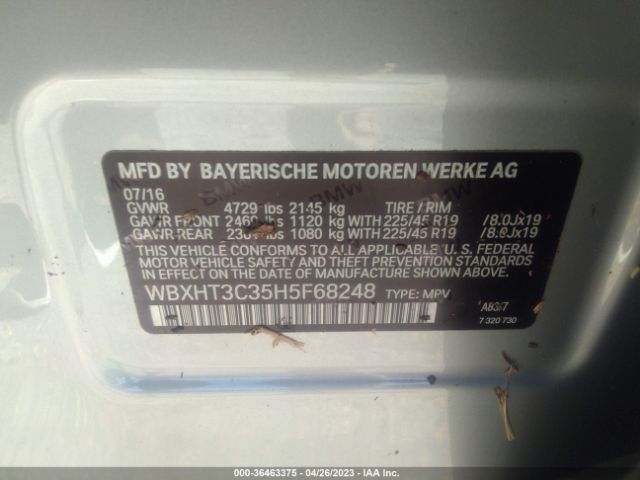 MFD BY BAYERISCHE MOTOREN WERKE AG
07/16
GVWR 4729 lbs 2145 kg TIRE / RIM
GAWR FRONT lbs 1120 kg WITH 225/45 R19 /8.0Jx19
GAWR REAR lbs 1080 kg WITH 225/45 R19 /8.0Jx19
THIS VEHICLE CONFORMS TO ALL APPLICABLE U. S. FEDERAL
MOTOR VEHICLE SAFETY AND THEFT PREVENTION STANDARDS
IN EFFECT ON THE DATE OF MANUFACTURE SHOWN ABOVE.
WBXHT3C35H5F68248 TYPE: MPV
7 320 730
000-36463375 - 04/26/2023 - IAA Inc.